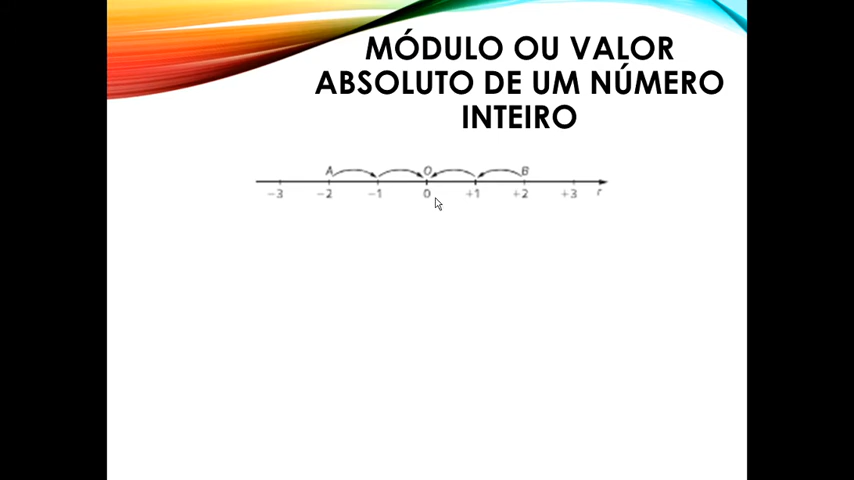 MÓDULO OU VALOR
ABSOLUTO DE UM NÚMERO
INTEIRO
A O B
−3 −2 −1 0 +1 +2 +3 r